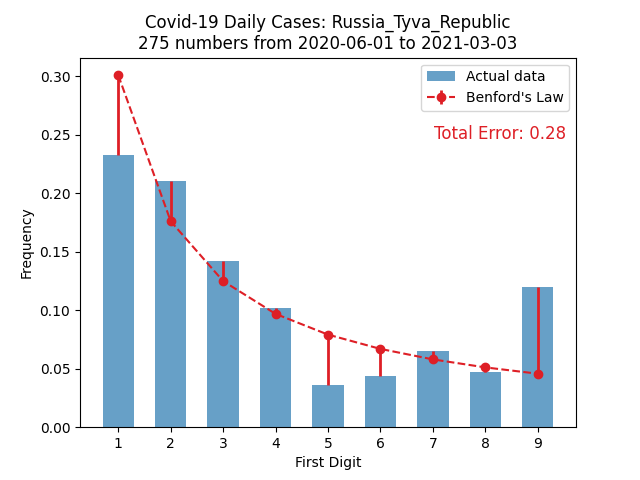 Covid-19 Daily Cases: Russia_Tyva_Republic
275 numbers from 2020-06-01 to 2021-03-03
Actual data
Benford's Law
Total Error: 0.28
0.30
0.25
0.20
0.15
0.10
0.05
0.00
Frequency
1 2 3 4 5 6 7 8 9
First Digit